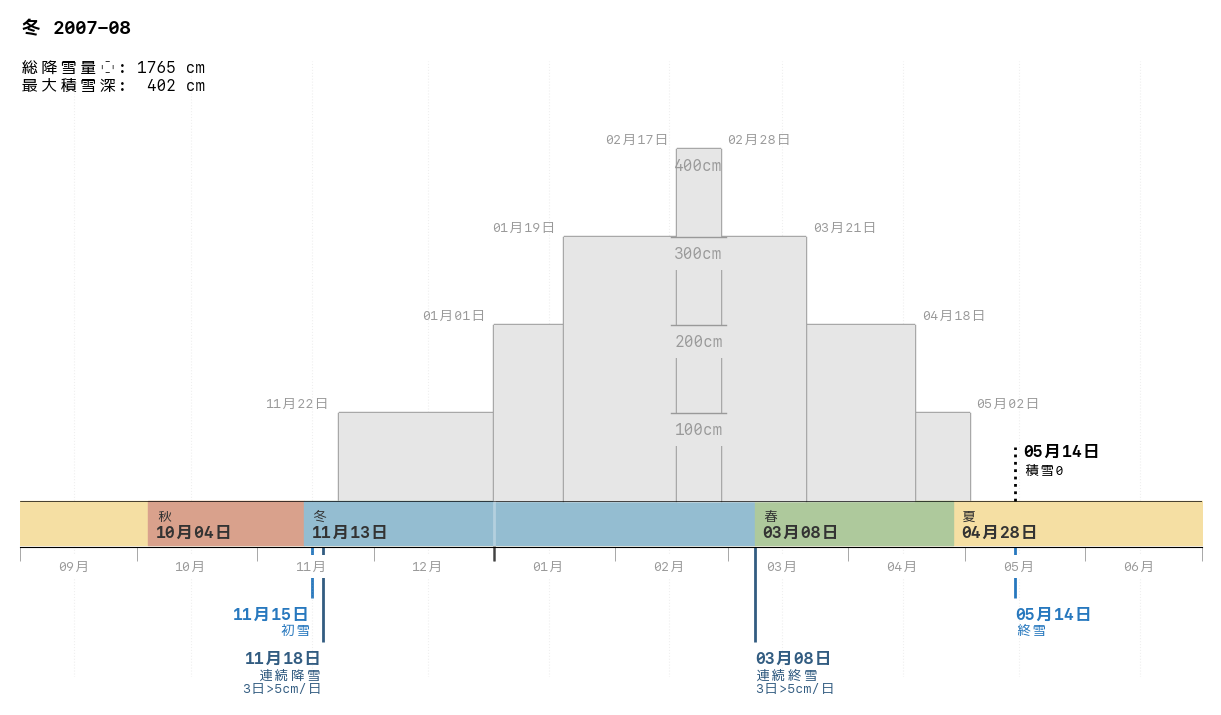 冬 2007-08
総降雪量 : 1765 cm
最大積雪深: 402 cm
02月17日 02月28日
400cm
01月19日 03月21日
300cm
01月01日 04月18日
200cm
11月22日 05月02日
100cm
05月14日
積雪0
秋 冬 春 夏
10月04日 11月13日 03月08日 04月28日
09月 10月 11月 12月 01月 02月 03月 04月 05月 06月
11月15日 05月14日
初雪 終雪
11月18日 03月08日
連続降雪 連続終雪
3日>5cm/日 3日>5cm/日